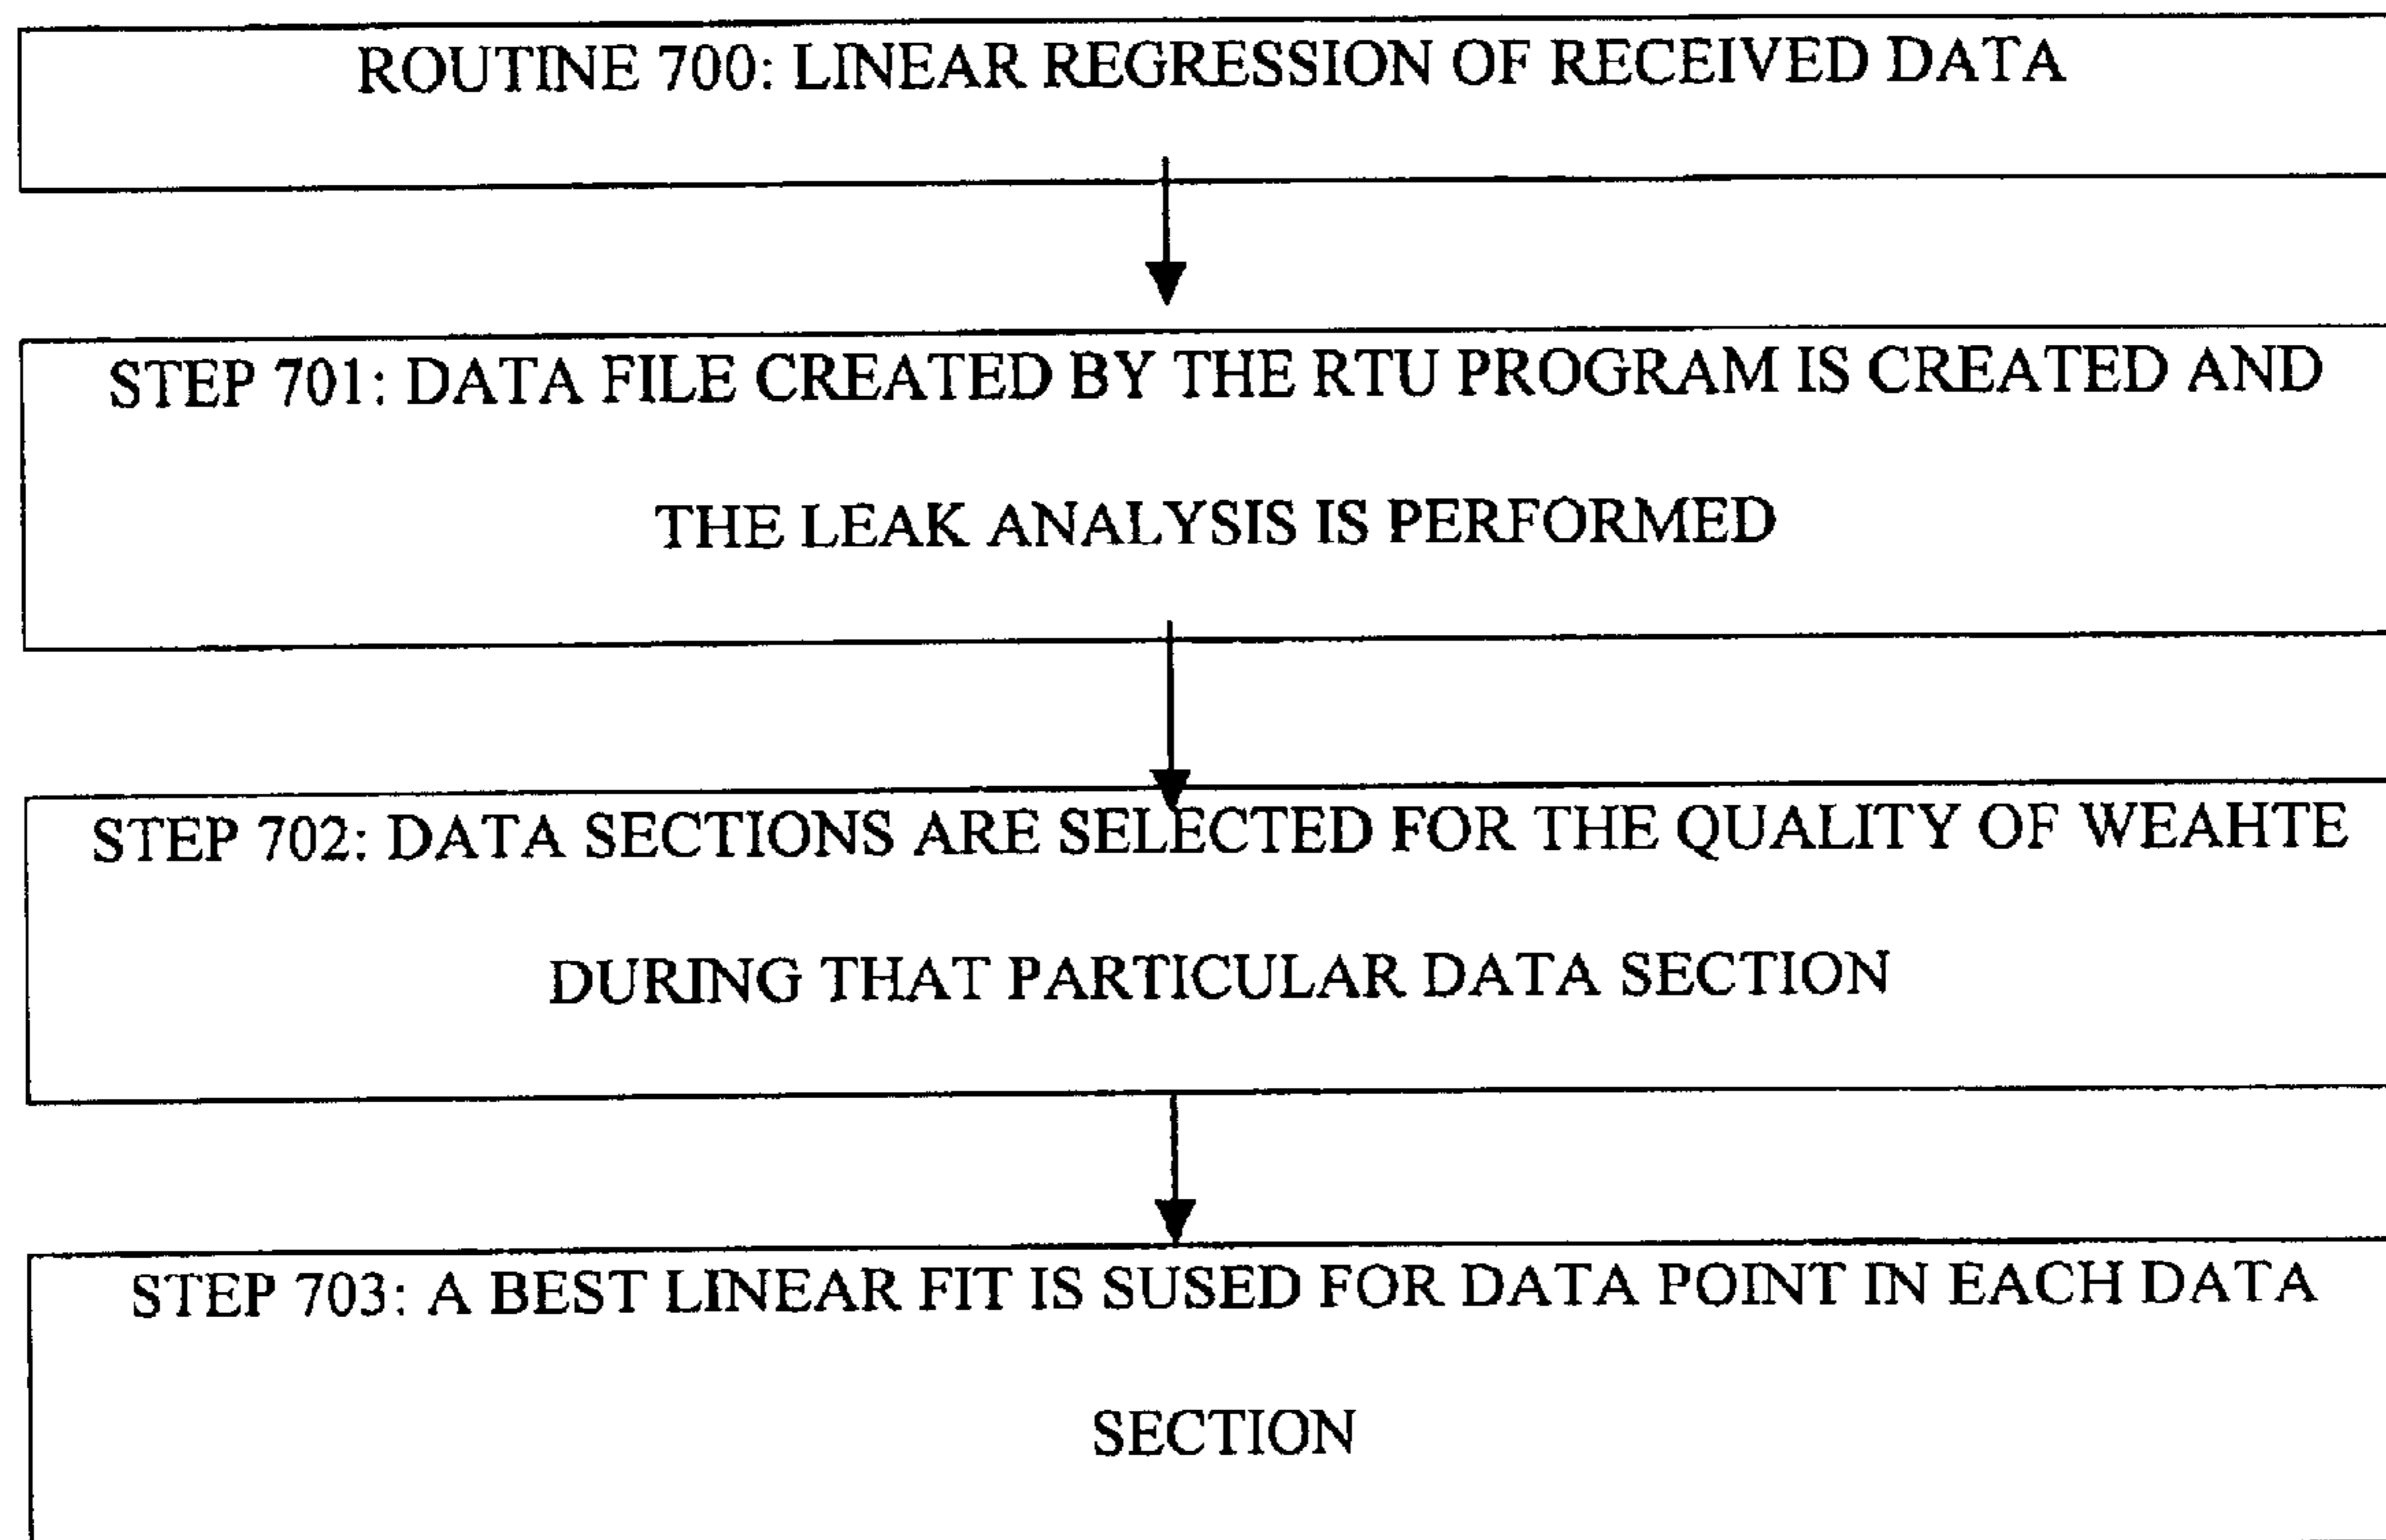 ROUTINE 700: LINEAR REGRESSION OF RECEIVED DATA
STEP 701: DATA FILE CREATED BY THE RTU PROGRAM IS CREATED AND
THE LEAK ANALYSIS IS PERFORMED
STEP 702: DATA SECTIONS ARE SELECTED FOR THE QUALITY OF WEAHTE
DURING THAT PARTICULAR DATA SECTION
STEP 703: A BEST LINEAR FIT IS SUSED FOR DATA POINT IN EACH DATA
SECTION